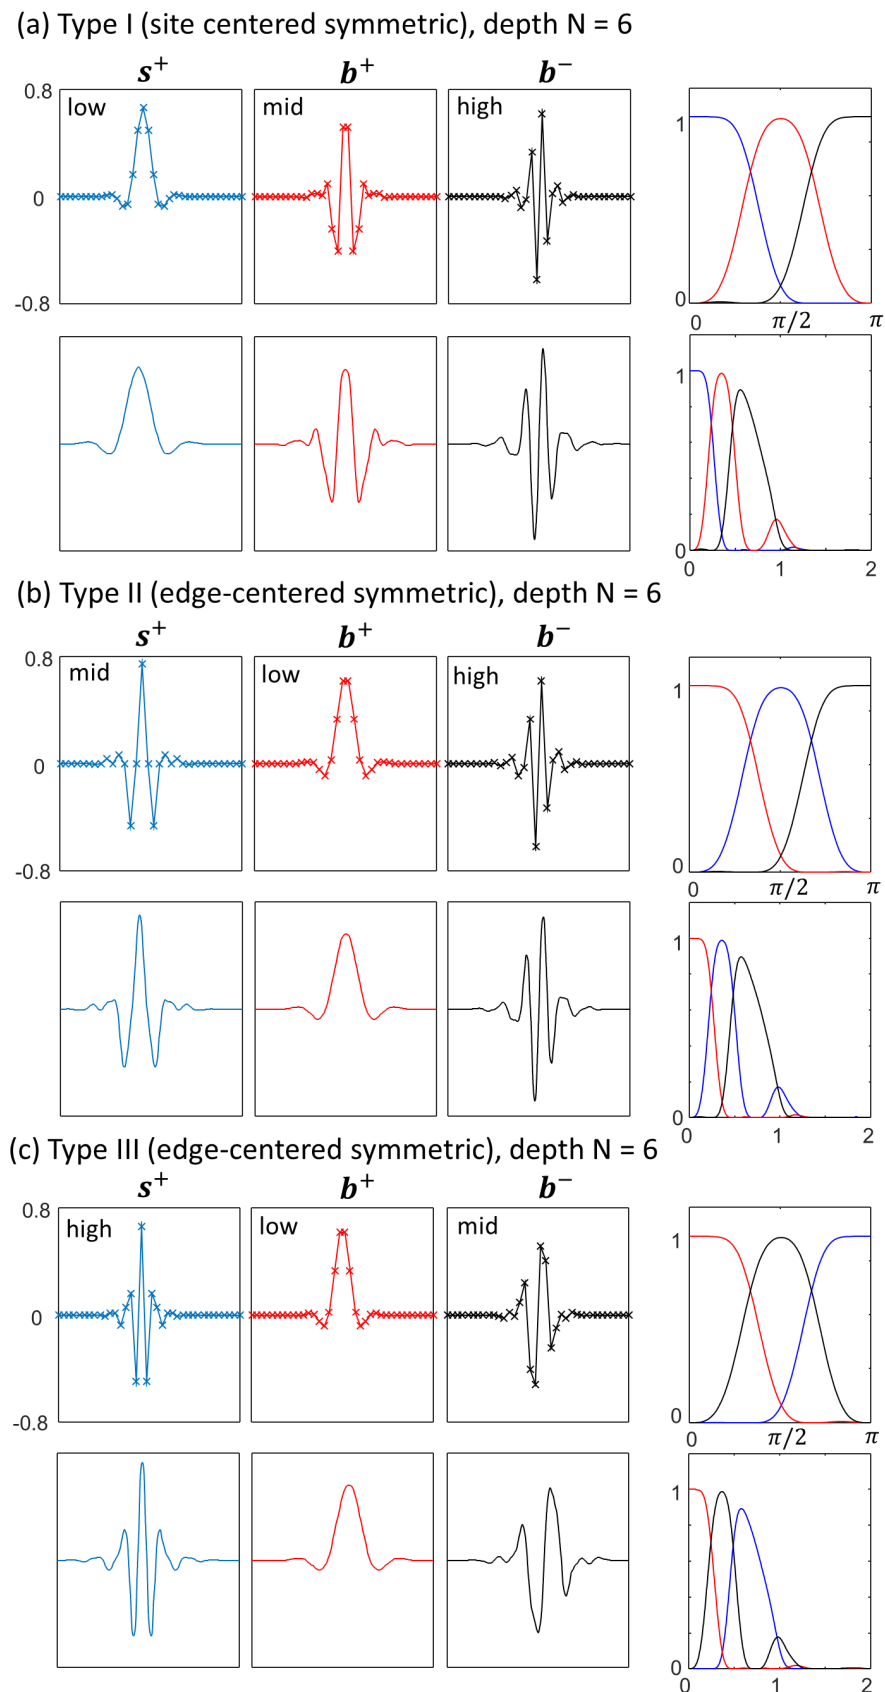 (a) Type I (site centered symmetric), depth N = 6
s⁺ b⁺ b⁻
0.8 low mid high
1
0
-0.8
0
0 π/2 π
1
0
0 1 2
(b) Type II (edge-centered symmetric), depth N = 6
s⁺ b⁺ b⁻
0.8 mid low high
1
0
-0.8
0
0 π/2 π
1
0
0 1 2
(c) Type III (edge-centered symmetric), depth N = 6
s⁺ b⁺ b⁻
0.8 high low mid
1
0
-0.8
0
0 π/2 π
1
0
0 1 2